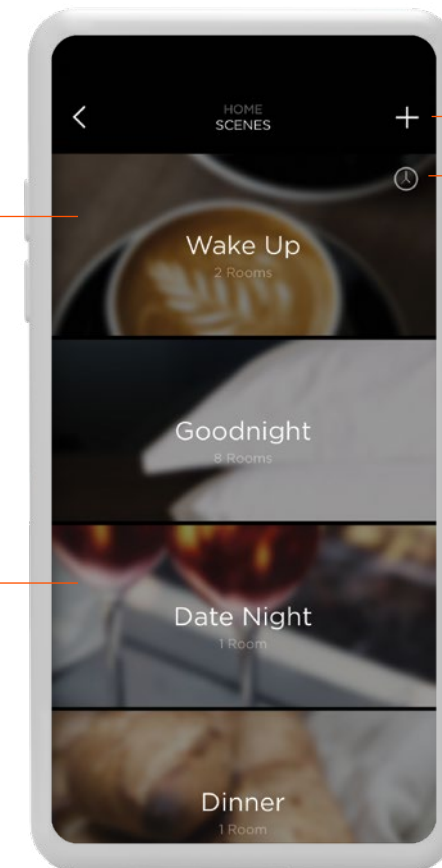 HOME
SCENES
Wake Up
2 Rooms
Goodnight
8 Rooms
Date Night
1 Room
Dinner
1 Room